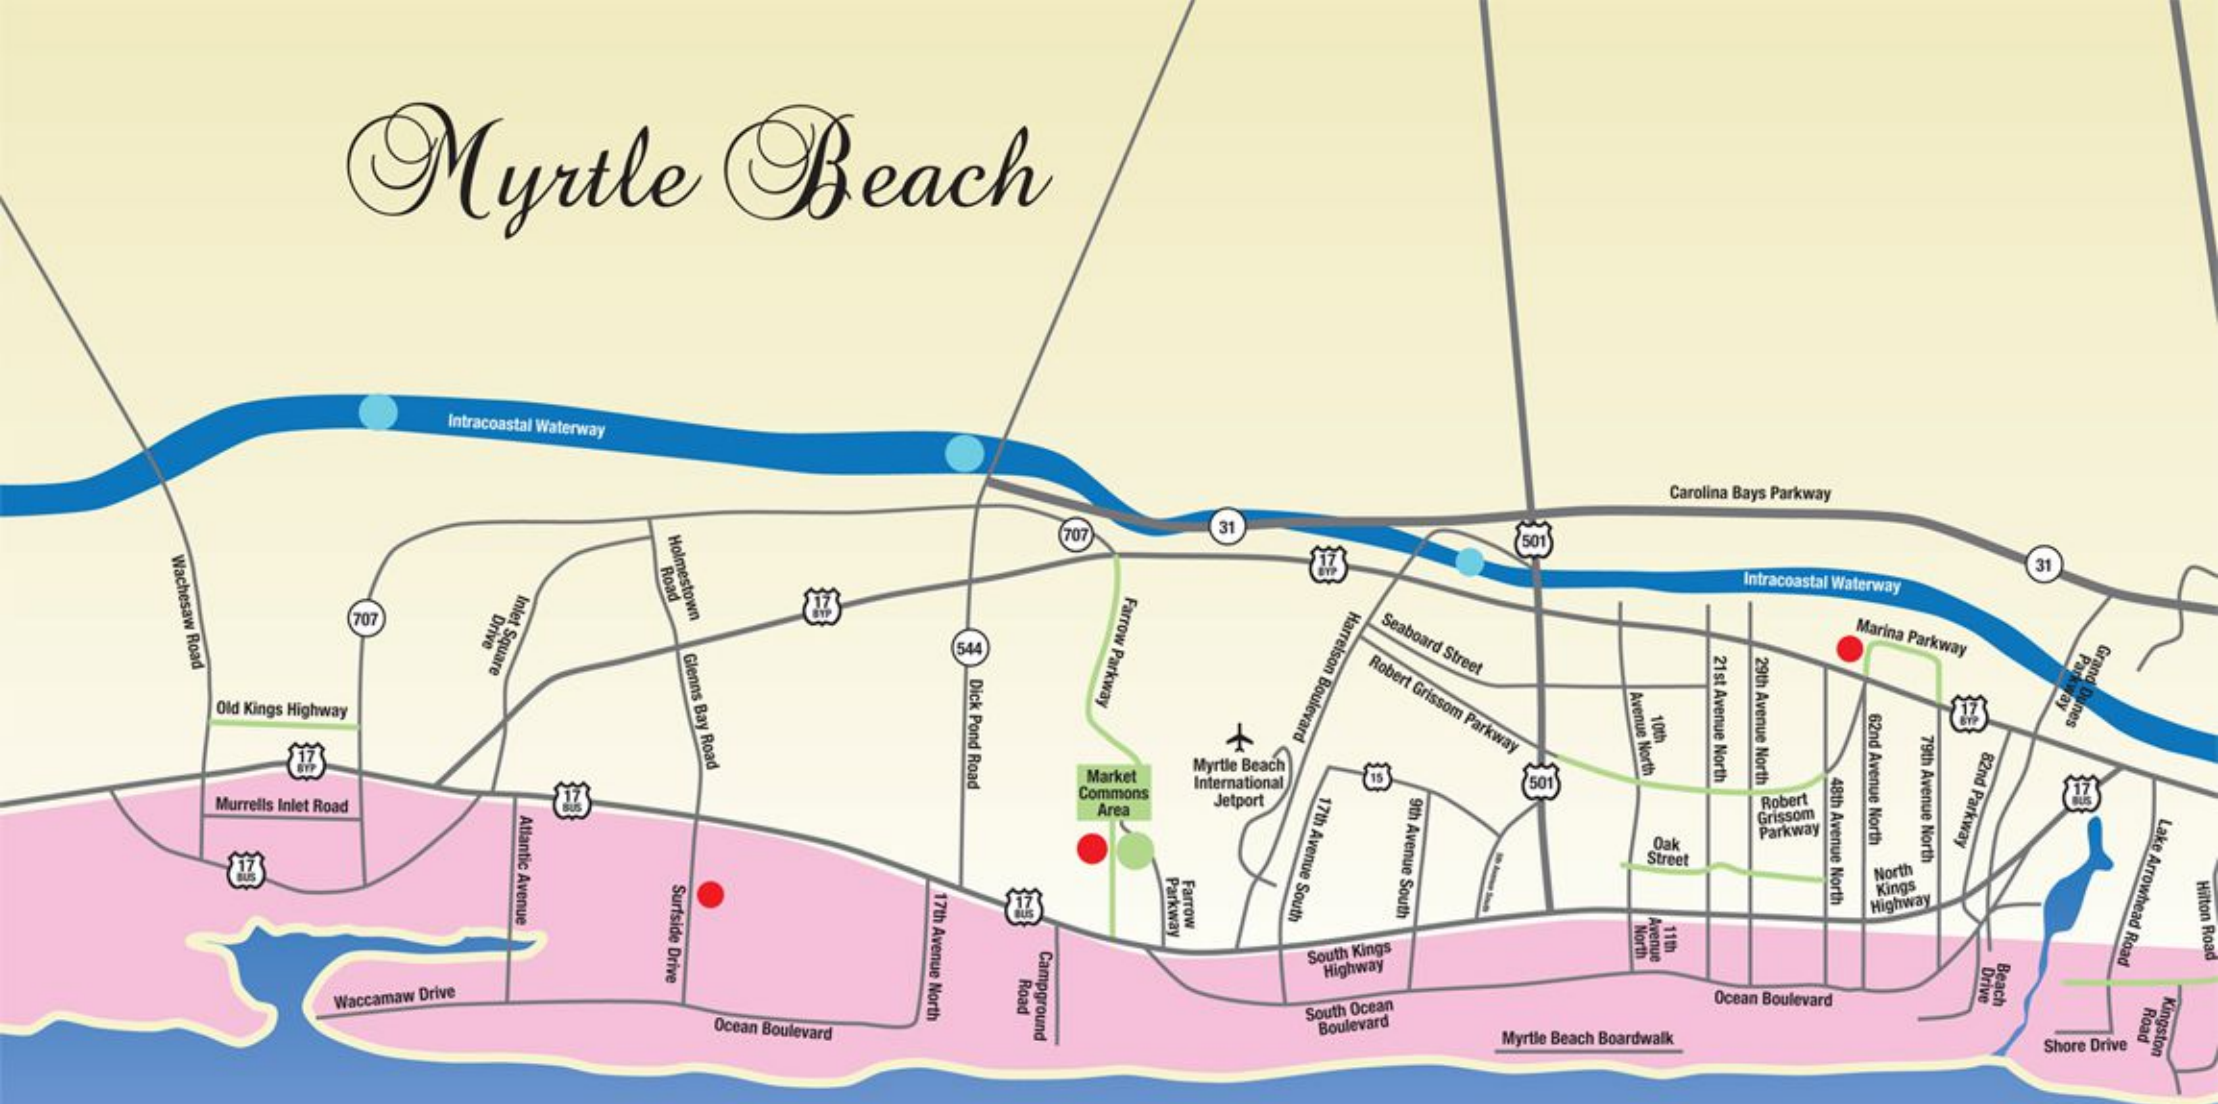 Myrtle Beach
Intracoastal Waterway
Carolina Bays Parkway
31
707
501
17
BYP
31
Intracoastal Waterway
Wachesaw Road
Holmestown
Road
Inlet Square
Drive
707
17
BYP
544
Farrow Parkway
Harrelson Boulevard
Seaboard Street
Robert Grissom Parkway
Marina Parkway
Grand Dunes
Parkway
Old Kings Highway
Glenns Bay Road
Dick Pond Road
10th
Avenue North
21st Avenue North
29th Avenue North
62nd Avenue North
79th Avenue North
17
BYP
82nd Parkway
17
BYP
Murrells Inlet Road
17
BUS
17
BUS
Atlantic Avenue
Market
Commons
Area
Myrtle Beach
International
Jetport
15
501
17th Avenue South
9th Avenue South
5th Avenue South
Robert
Grissom
Parkway
48th Avenue North
Oak
Street
North
Kings
Highway
17
BUS
Lake Arrowhead Road
Hilton Road
Surfside Drive
17th Avenue North
17
BUS
Farrow
Parkway
Campground
Road
South Kings
Highway
11th
Avenue
North
Beach
Drive
Waccamaw Drive
Ocean Boulevard
South Ocean
Boulevard
Ocean Boulevard
Myrtle Beach Boardwalk
Shore Drive
Kingston
Road